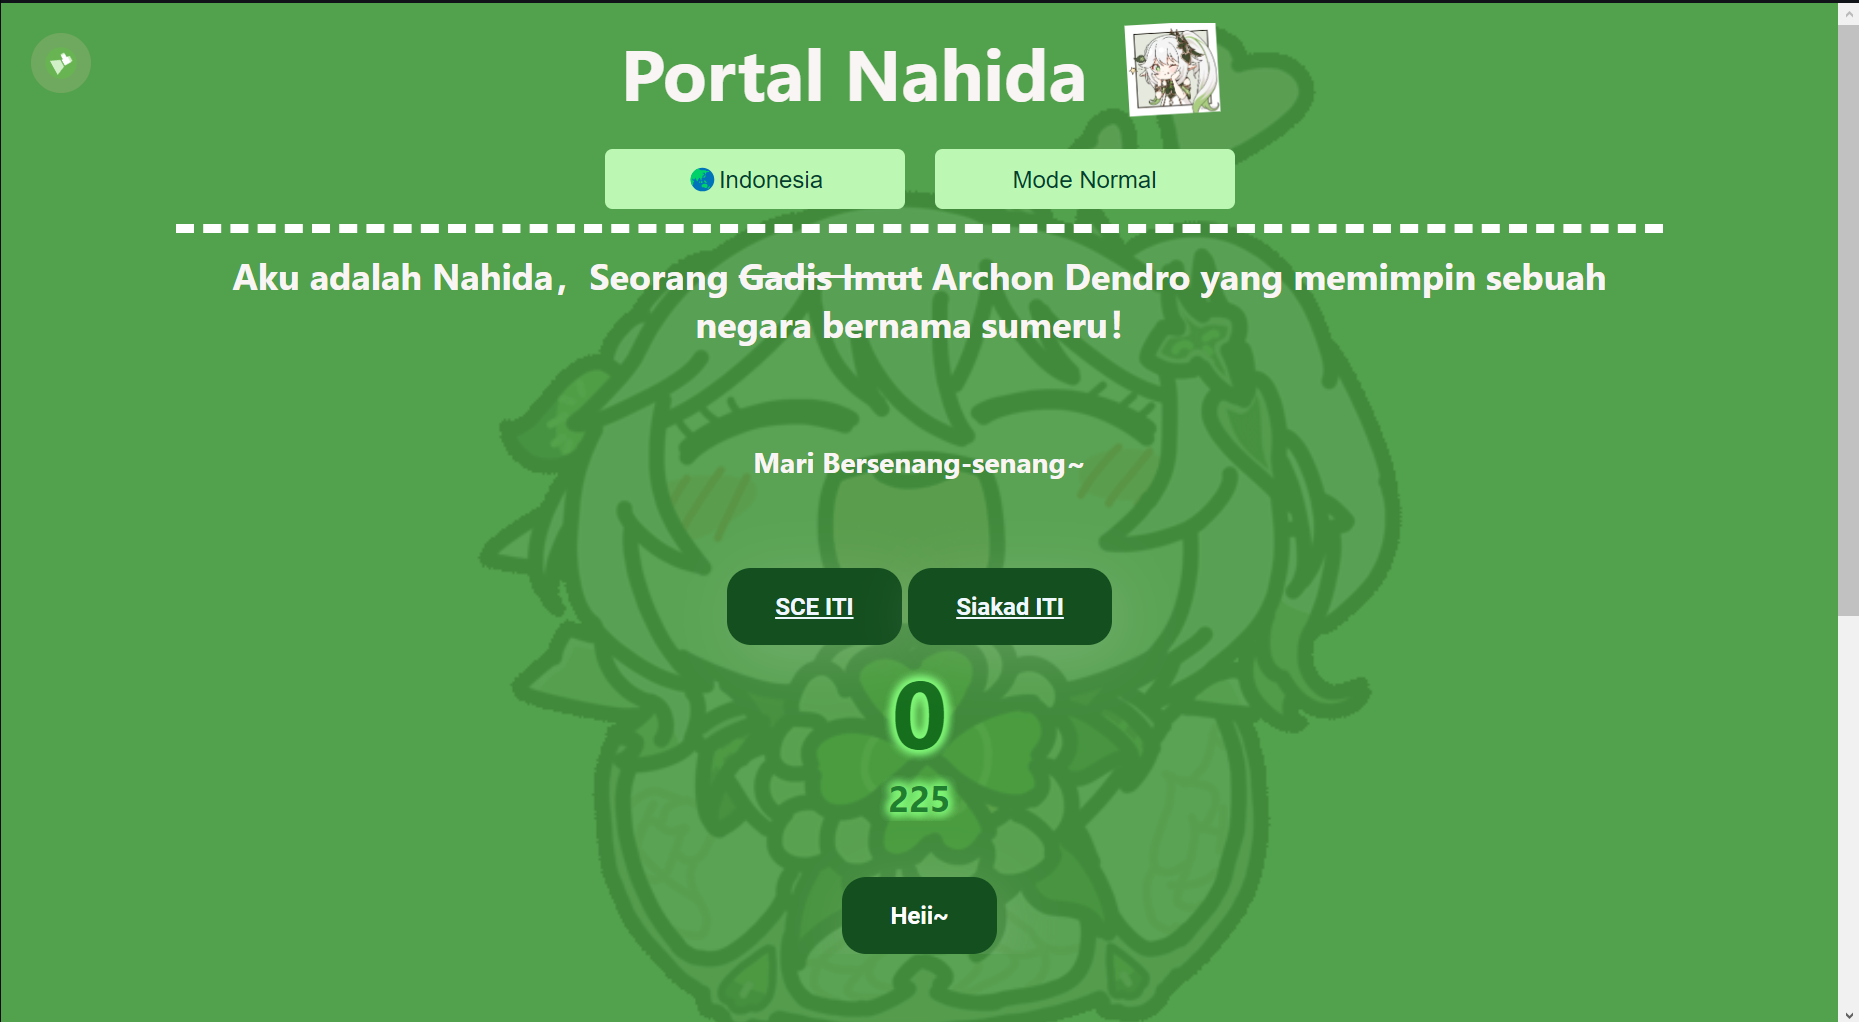 Portal Nahida
Indonesia
Mode Normal
Aku adalah Nahida，Seorang Gadis Imut Archon Dendro yang memimpin sebuah
negara bernama sumeru！
Mari Bersenang-senang~
SCE ITI
Siakad ITI
0
225
Heii~